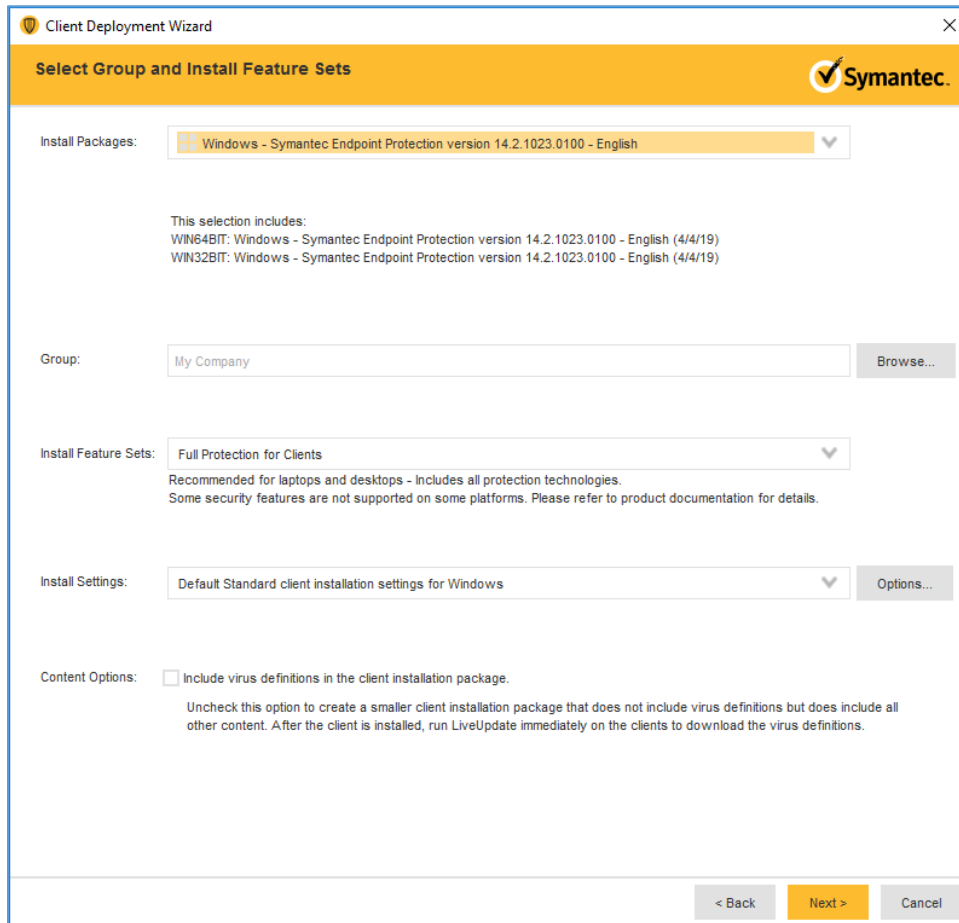 Client Deployment Wizard
Select Group and Install Feature Sets
Symantec.
Install Packages:
Windows - Symantec Endpoint Protection version 14.2.1023.0100 - English
This selection includes:
WIN64BIT: Windows - Symantec Endpoint Protection version 14.2.1023.0100 - English (4/4/19)
WIN32BIT: Windows - Symantec Endpoint Protection version 14.2.1023.0100 - English (4/4/19)
Group:
My Company
Browse...
Install Feature Sets:
Full Protection for Clients
Recommended for laptops and desktops - Includes all protection technologies.
Some security features are not supported on some platforms. Please refer to product documentation for details.
Install Settings:
Default Standard client installation settings for Windows
Options...
Content Options:
Include virus definitions in the client installation package.
Uncheck this option to create a smaller client installation package that does not include virus definitions but does include all
other content. After the client is installed, run LiveUpdate immediately on the clients to download the virus definitions.
< Back
Next >
Cancel